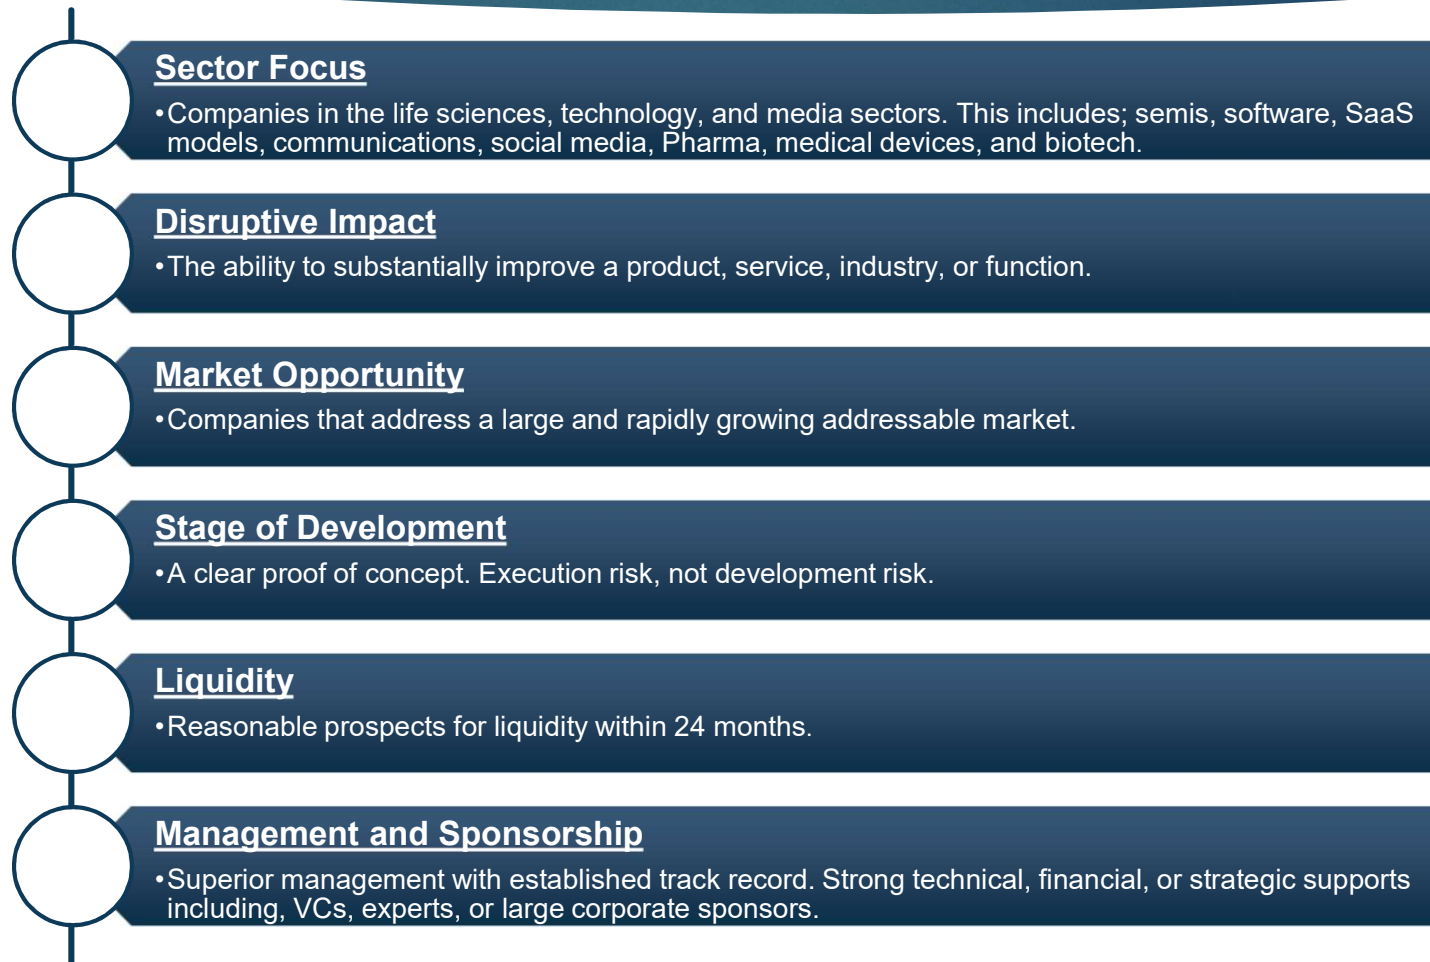 Sector Focus
•Companies in the life sciences, technology, and media sectors. This includes; semis, software, SaaS
models, communications, social media, Pharma, medical devices, and biotech.
Disruptive Impact
•The ability to substantially improve a product, service, industry, or function.
Market Opportunity
•Companies that address a large and rapidly growing addressable market.
Stage of Development
•A clear proof of concept. Execution risk, not development risk.
Liquidity
•Reasonable prospects for liquidity within 24 months.
Management and Sponsorship
•Superior management with established track record. Strong technical, financial, or strategic supports
including, VCs, experts, or large corporate sponsors.